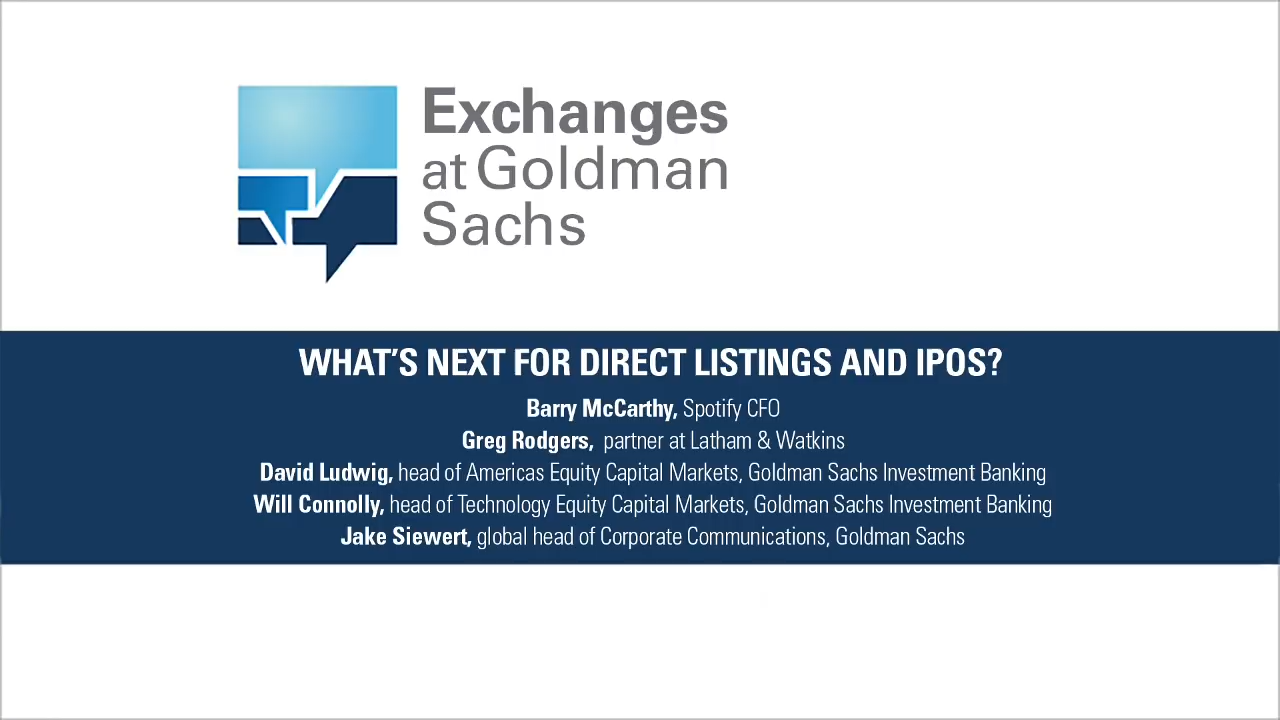 Exchanges
at Goldman
Sachs
WHAT'S NEXT FOR DIRECT LISTINGS AND IPOS?
Barry McCarthy, Spotify CFO
Greg Rodgers, partner at Latham & Watkins
David Ludwig, head of Americas Equity Capital Markets, Goldman Sachs Investment Banking
Will Connolly, head of Technology Equity Capital Markets, Goldman Sachs Investment Banking
Jake Siewert, global head of Corporate Communications, Goldman Sachs